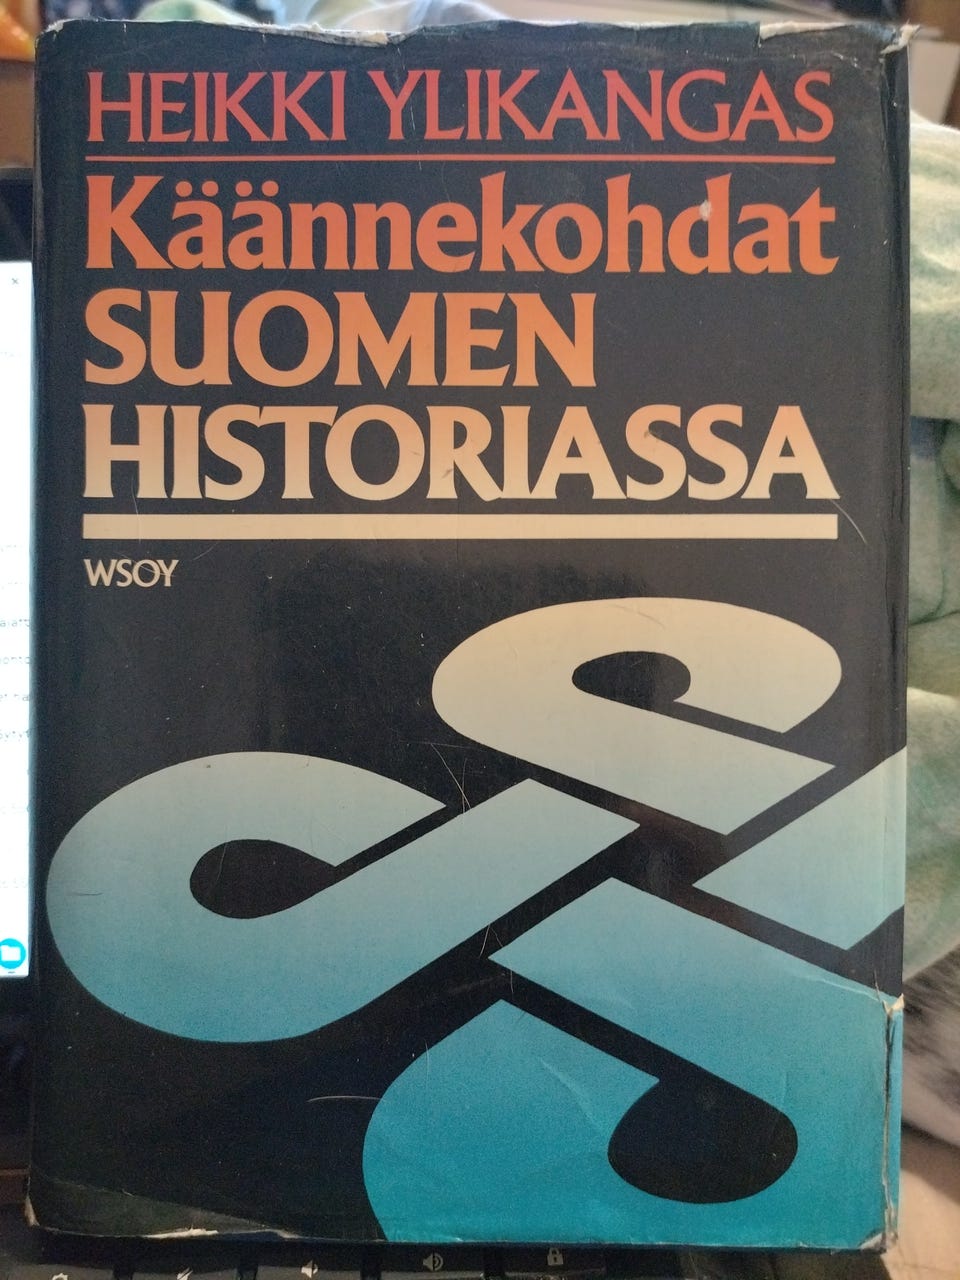 HEIKKI YLIKANGAS
Käännekohdat
SUOMEN
HISTORIASSA
WSOY